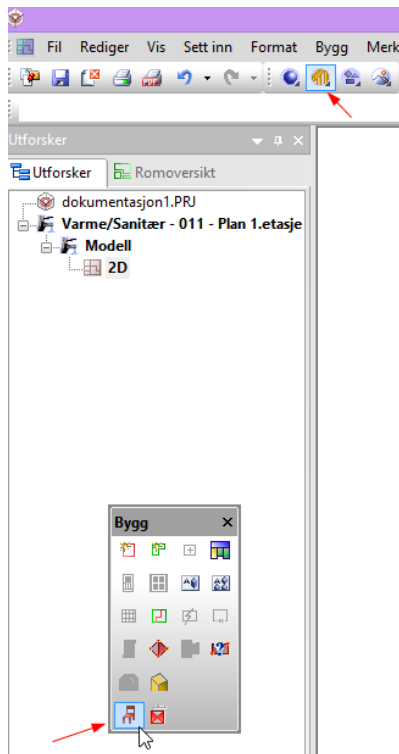 Fil Rediger Vis Sett inn Format Bygg Merk
Utforsker
Utforsker Romoversikt
dokumentasjon1.PRJ
Varme/Sanitær - 011 - Plan 1.etasje
Modell
2D
Bygg